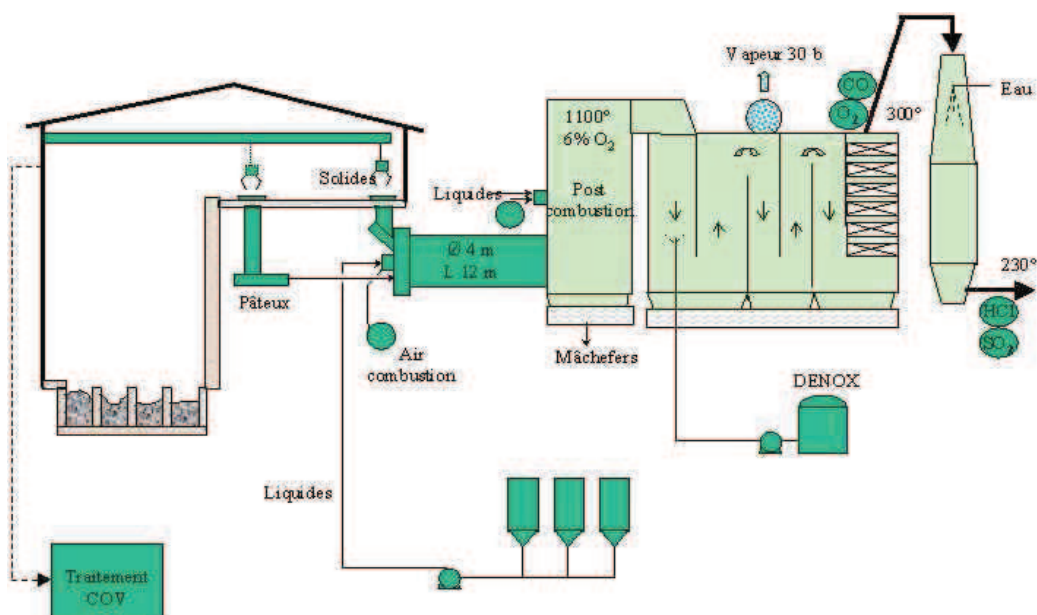 Vapeur 30 b
CO
O₂
300°
Eau
1100°
6% O₂
Solides
Liquides
Post
combustion
Ø 4 m
L 12 m
230°
HCl
SO₂
Pâteux
Air
combustion
Mâchefers
DENOX
Liquides
Traitement
COV